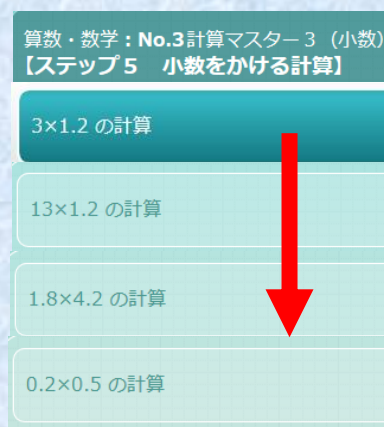 算数・数学：No.3計算マスター３（小数）
【ステップ５　小数をかける計算】
3×1.2 の計算
13×1.2 の計算
1.8×4.2 の計算
0.2×0.5 の計算